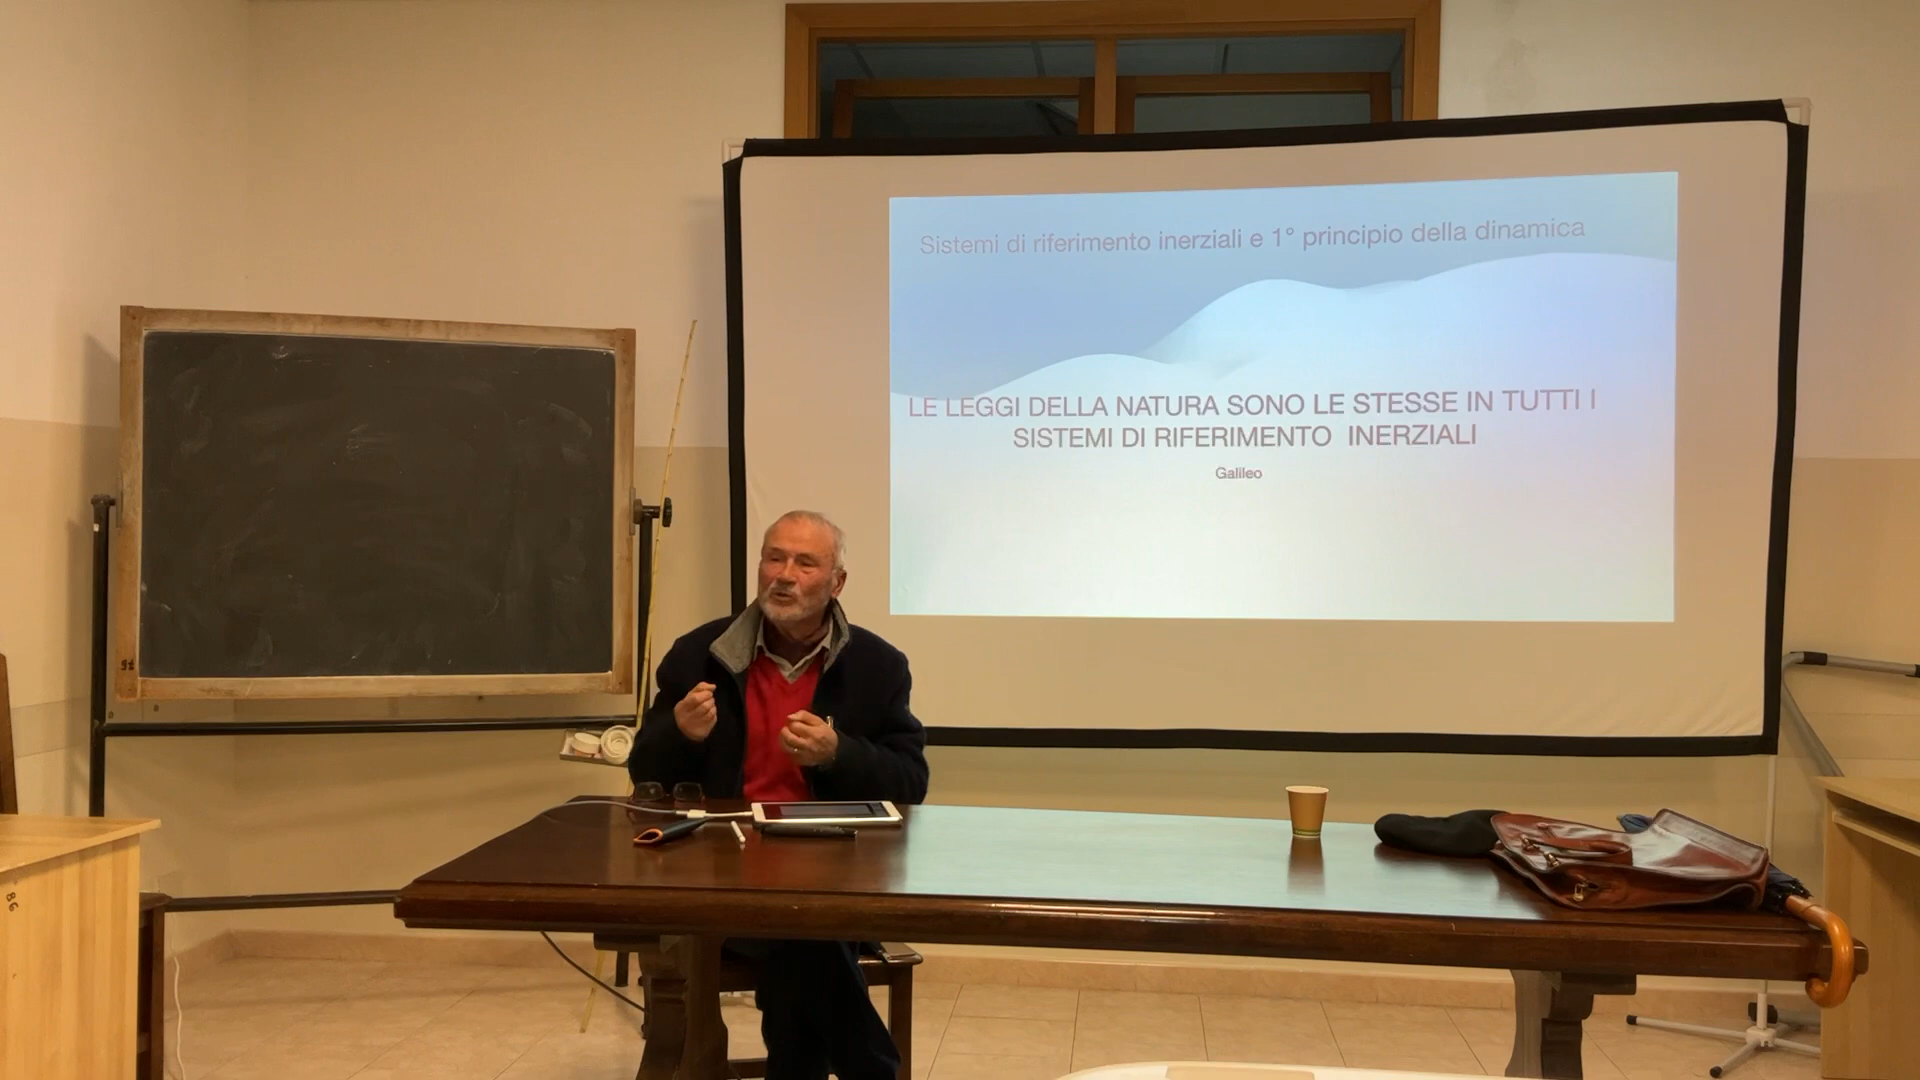 Sistemi di riferimento inerziali e 1° principio della dinamica
LE LEGGI DELLA NATURA SONO LE STESSE IN TUTTI I
SISTEMI DI RIFERIMENTO INERZIALI
Galileo
86